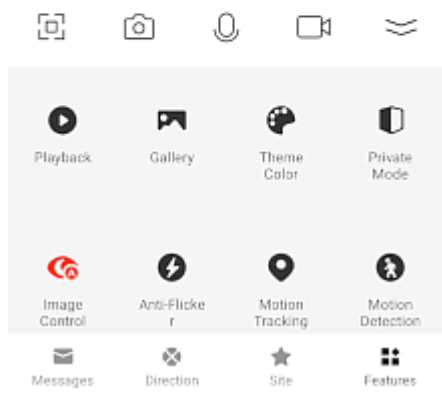 Playback Gallery Theme Private
Color Mode
Image Anti-Flicke Motion Motion
Control r Tracking Detection
Messages Direction Site Features